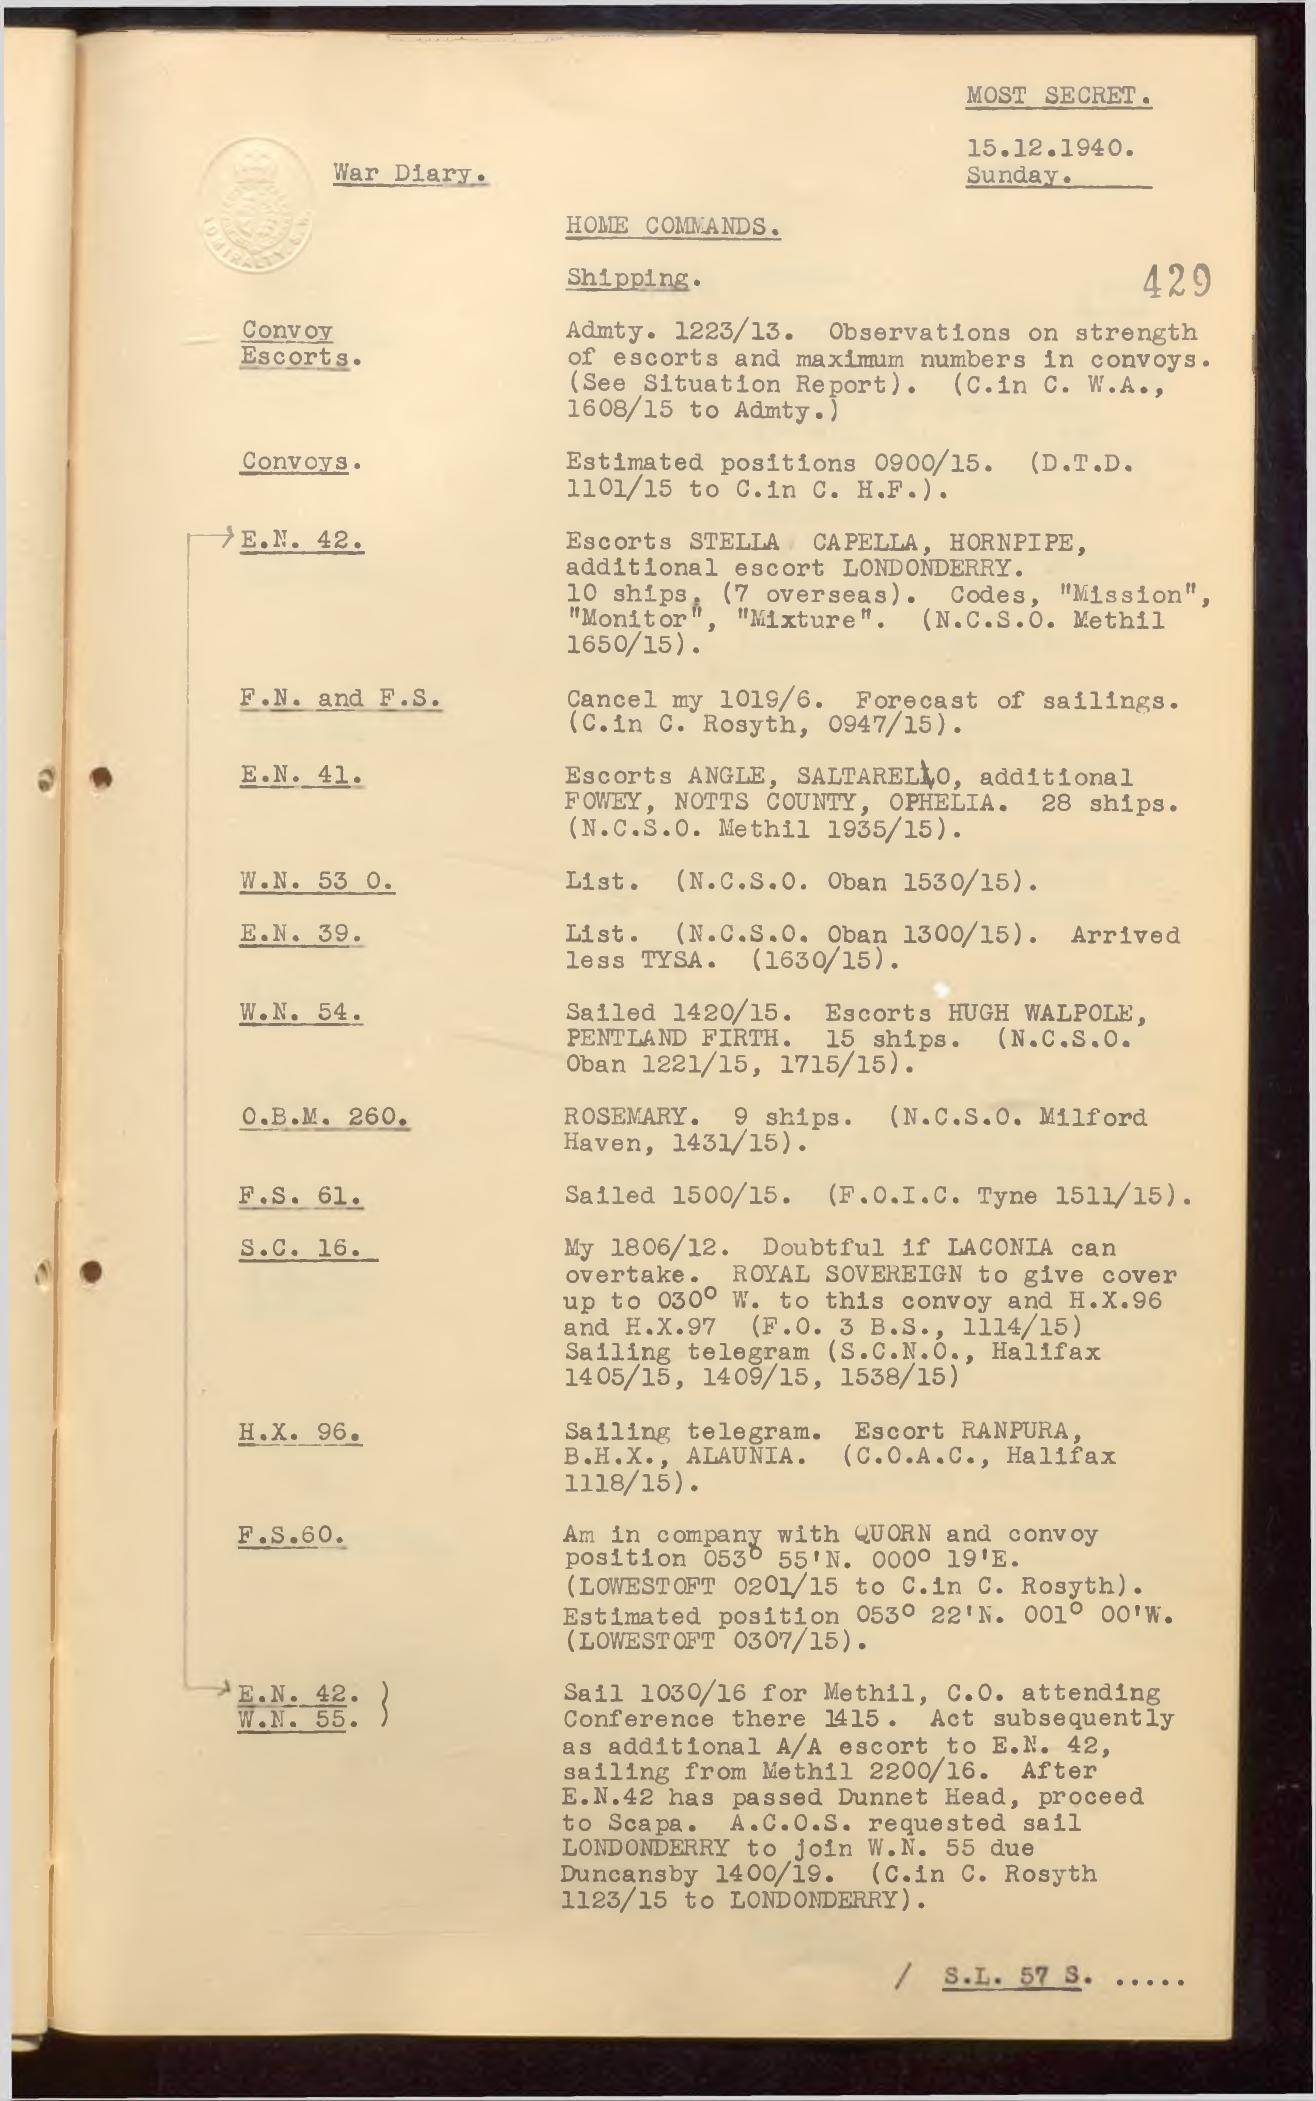 MOST SECRET.
15.12.1940.
War Diary.
Sunday.
HOME COMMANDS.
Shipping.
429
Convoy
Escorts.
Admty. 1223/13. Observations on strength
of escorts and maximum numbers in convoys.
(See Situation Report). (C.in C. W.A.,
1608/15 to Admty.)
Convoys.
Estimated positions 0900/15. (D.T.D.
1101/15 to C.in C. H.F.).
E.N. 42.
Escorts STELLA CAPELLA, HORNPIPE,
additional escort LONDONDERRY.
10 ships, (7 overseas). Codes, "Mission",
"Monitor", "Mixture". (N.C.S.O. Methil
1650/15).
F.N. and F.S.
Cancel my 1019/6. Forecast of sailings.
(C.in C. Rosyth, 0947/15).
E.N. 41.
Escorts ANGLE, SALTARELLO, additional
FOWEY, NOTTS COUNTY, OPHELIA. 28 ships.
(N.C.S.O. Methil 1935/15).
W.N. 53 O.
List. (N.C.S.O. Oban 1530/15).
E.N. 39.
List. (N.C.S.O. Oban 1300/15). Arrived
less TYSA. (1630/15).
W.N. 54.
Sailed 1420/15. Escorts HUGH WALPOLE,
PENTLAND FIRTH. 15 ships. (N.C.S.O.
Oban 1221/15, 1715/15).
O.B.M. 260.
ROSEMARY. 9 ships. (N.C.S.O. Milford
Haven, 1431/15).
F.S. 61.
Sailed 1500/15. (F.O.I.C. Tyne 1511/15).
S.C. 16.
My 1806/12. Doubtful if LACONIA can
overtake. ROYAL SOVEREIGN to give cover
up to 030° W. to this convoy and H.X.96
and H.X.97 (F.O. 3 B.S., 1114/15)
Sailing telegram (S.C.N.O., Halifax
1405/15, 1409/15, 1538/15)
H.X. 96.
Sailing telegram. Escort RANPURA,
B.H.X., ALAUNIA. (C.O.A.C., Halifax
1118/15).
F.S.60.
Am in company with QUORN and convoy
position 053° 55'N. 000° 19'E.
(LOWESTOFT 0201/15 to C.in C. Rosyth).
Estimated position 053° 22'N. 001° 00'W.
(LOWESTOFT 0307/15).
E.N. 42. }
W.N. 55.
Sail 1030/16 for Methil, C.O. attending
Conference there 1415. Act subsequently
as additional A/A escort to E.N. 42,
sailing from Methil 2200/16. After
E.N.42 has passed Dunnet Head, proceed
to Scapa. A.C.O.S. requested sail
LONDONDERRY to join W.N. 55 due
Duncansby 1400/19. (C.in C. Rosyth
1123/15 to LONDONDERRY).
/ S.L. 57 S. .....